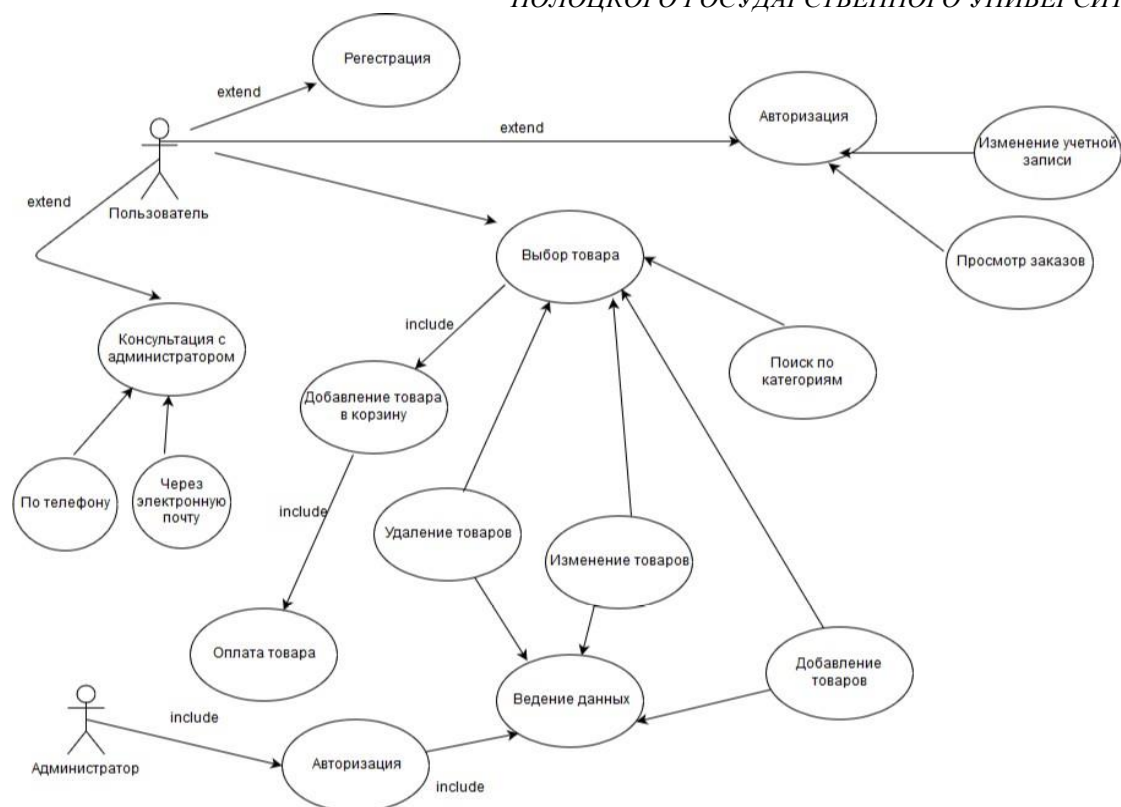 ПОЛОЦКОГО ГОСУДАРСТВЕННОГО УНИВЕРСИТ
Регестрация
extend
Авторизация
extend
Изменение учетной
записи
extend
Пользователь
Выбор товара
Просмотр заказов
include
Консультация с
администратором
Поиск по
категориям
Добавление товара
в корзину
По телефону
Через
электронную
почту
include
Удаление товаров
Изменение товаров
Оплата товара
Добавление
товаров
Ведение данных
include
Администратор
Авторизация
include